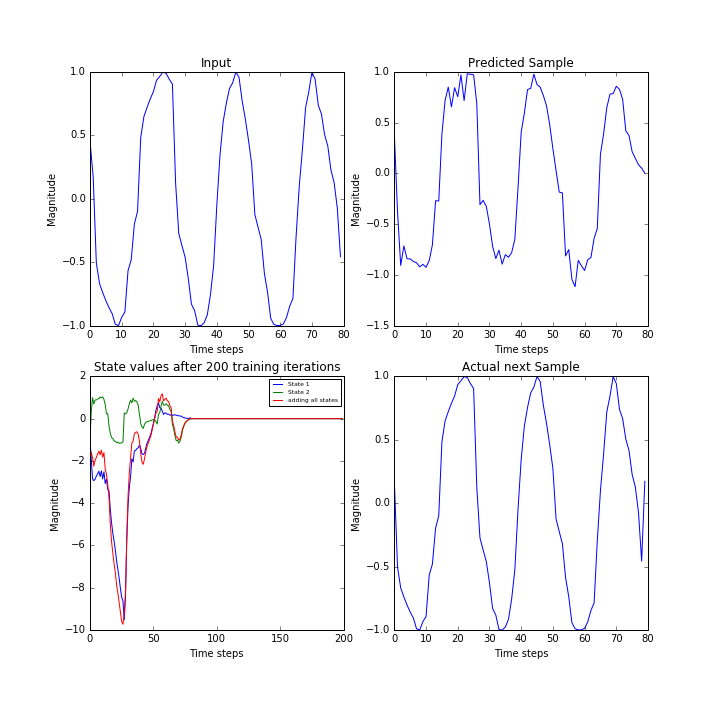 Input
Magnitude
1.0
0.5
0.0
−0.5
−1.0
0 10 20 30 40 50 60 70 80
Time steps
Predicted Sample
Magnitude
1.0
0.5
0.0
−0.5
−1.0
−1.5
0 10 20 30 40 50 60 70 80
Time steps
State values after 200 training iterations
Magnitude
2
0
−2
−4
−6
−8
−10
State 1
State 2
adding all states
0 50 100 150 200
Time steps
Actual next Sample
Magnitude
1.0
0.5
0.0
−0.5
−1.0
0 10 20 30 40 50 60 70 80
Time steps